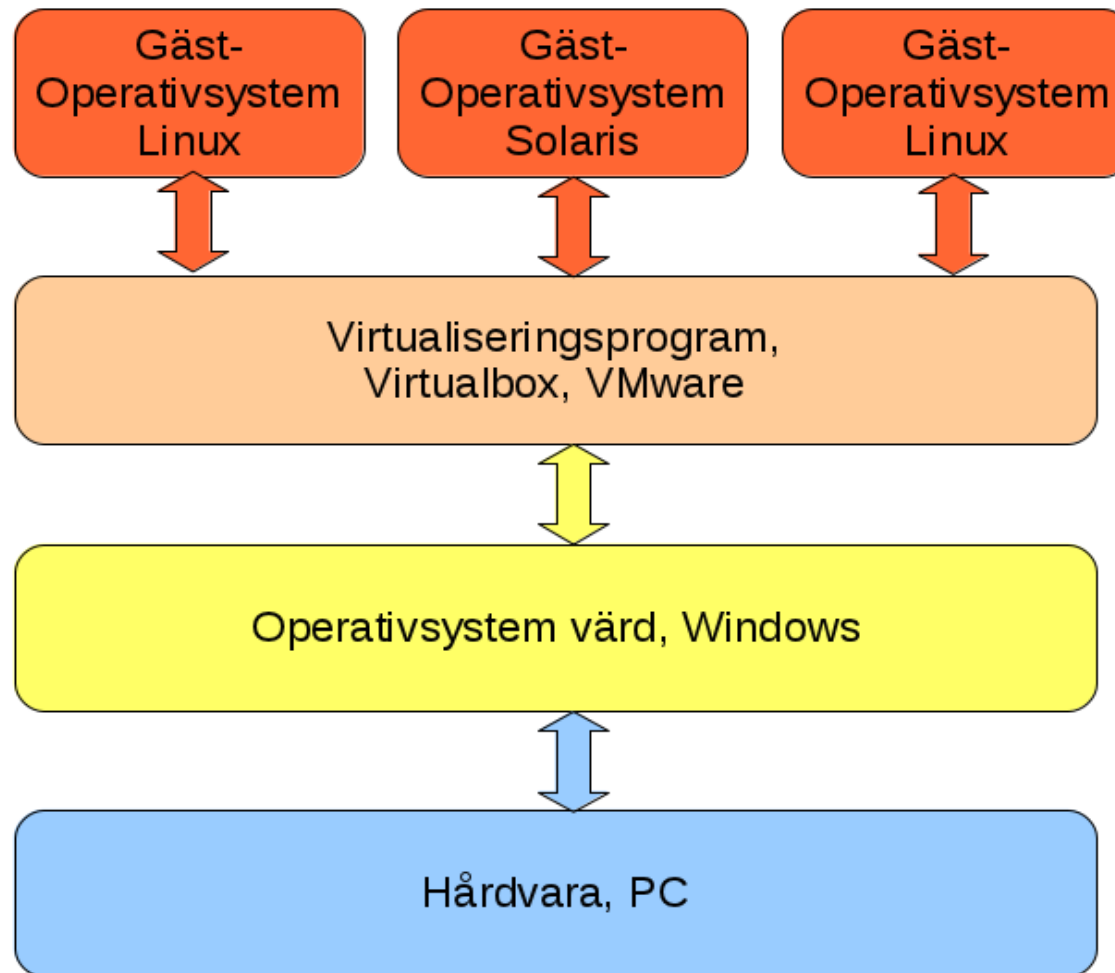 Gäst-
Operativsystem
Linux
Gäst-
Operativsystem
Solaris
Gäst-
Operativsystem
Linux
Virtualiseringsprogram,
Virtualbox, VMware
Operativsystem värd, Windows
Hårdvara, PC